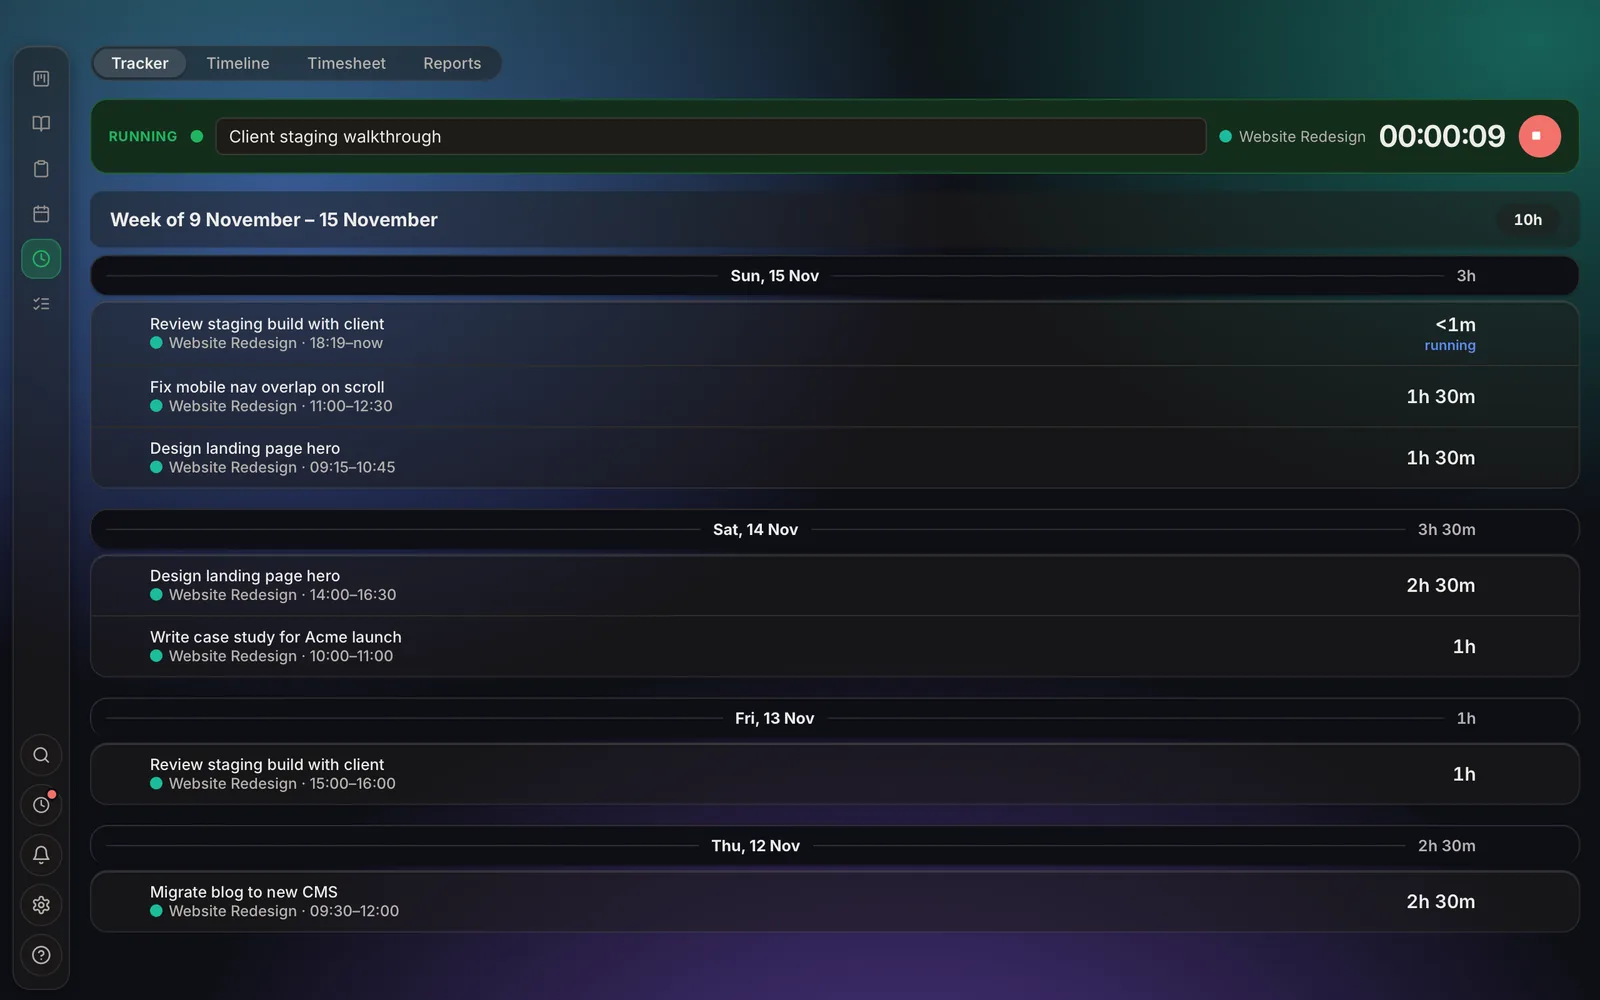 Tracker Timeline Timesheet Reports
RUNNING Client staging walkthrough Website Redesign 00:00:09
Week of 9 November – 15 November 10h
Sun, 15 Nov 3h
Review staging build with client <1m
Website Redesign · 18:19–now running
Fix mobile nav overlap on scroll
Website Redesign · 11:00–12:30 1h 30m
Design landing page hero
Website Redesign · 09:15–10:45 1h 30m
Sat, 14 Nov 3h 30m
Design landing page hero
Website Redesign · 14:00–16:30 2h 30m
Write case study for Acme launch
Website Redesign · 10:00–11:00 1h
Fri, 13 Nov 1h
Review staging build with client
Website Redesign · 15:00–16:00 1h
Thu, 12 Nov 2h 30m
Migrate blog to new CMS
Website Redesign · 09:30–12:00 2h 30m